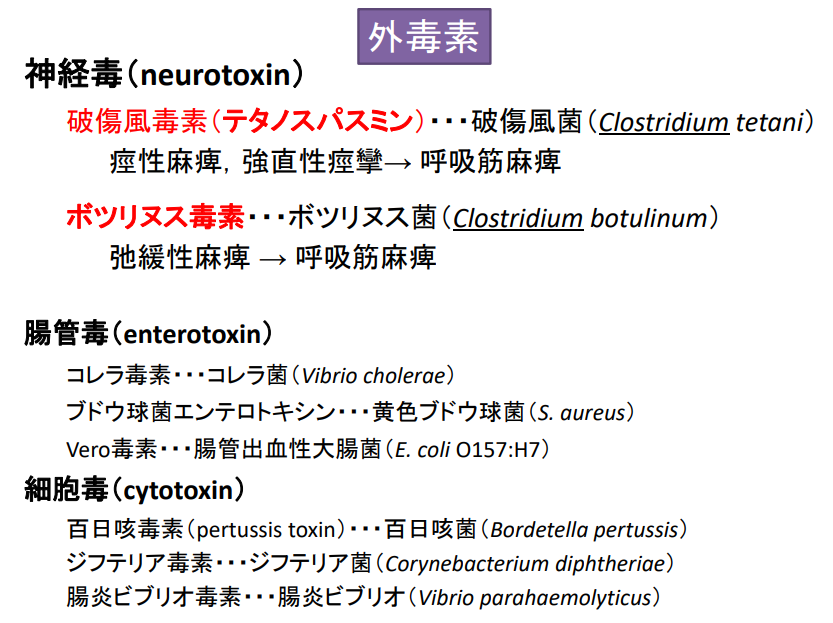 外毒素
神経毒（neurotoxin）
破傷風毒素（テタノスパスミン）・・・破傷風菌（Clostridium tetani）
痙性麻痺，強直性痙攣→ 呼吸筋麻痺
ボツリヌス毒素・・・ボツリヌス菌（Clostridium botulinum）
弛緩性麻痺 → 呼吸筋麻痺
腸管毒（enterotoxin）
コレラ毒素・・・コレラ菌（Vibrio cholerae）
ブドウ球菌エンテロトキシン・・・黄色ブドウ球菌（S. aureus）
Vero毒素・・・腸管出血性大腸菌（E. coli O157:H7）
細胞毒（cytotoxin）
百日咳毒素（pertussis toxin）・・・百日咳菌（Bordetella pertussis）
ジフテリア毒素・・・ジフテリア菌（Corynebacterium diphtheriae）
腸炎ビブリオ毒素・・・腸炎ビブリオ（Vibrio parahaemolyticus）